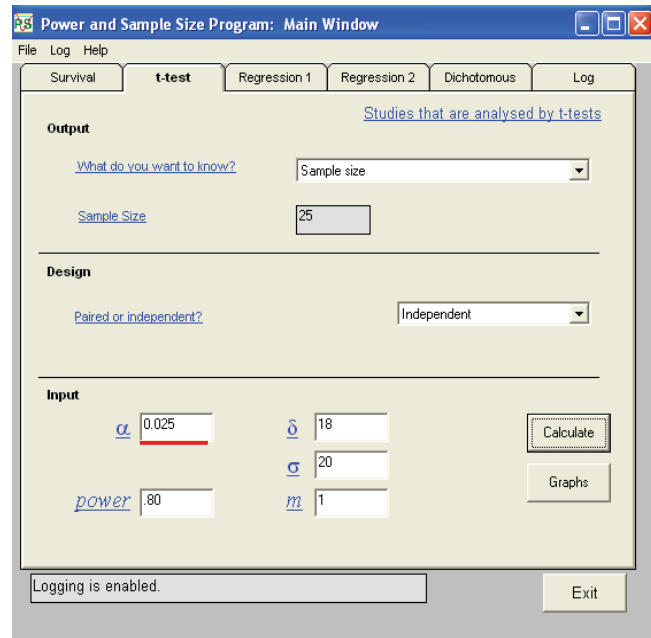 PS Power and Sample Size Program: Main Window
File Log Help
Survival t-test Regression 1 Regression 2 Dichotomous Log
Studies that are analysed by t-tests
Output
What do you want to know? Sample size
Sample Size 25
Design
Paired or independent? Independent
Input
α 0.025 δ 18 Calculate
σ 20
Graphs
power .80 m 1
Logging is enabled. Exit